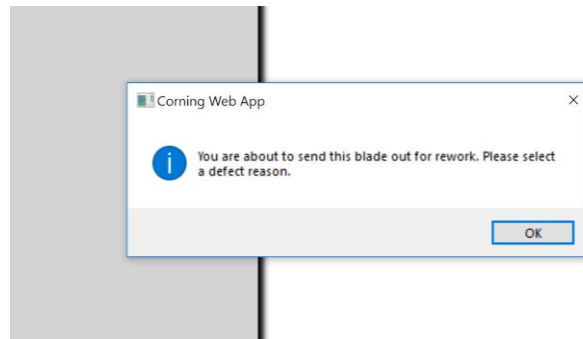 Corning Web App
You are about to send this blade out for rework. Please select
a defect reason.
OK